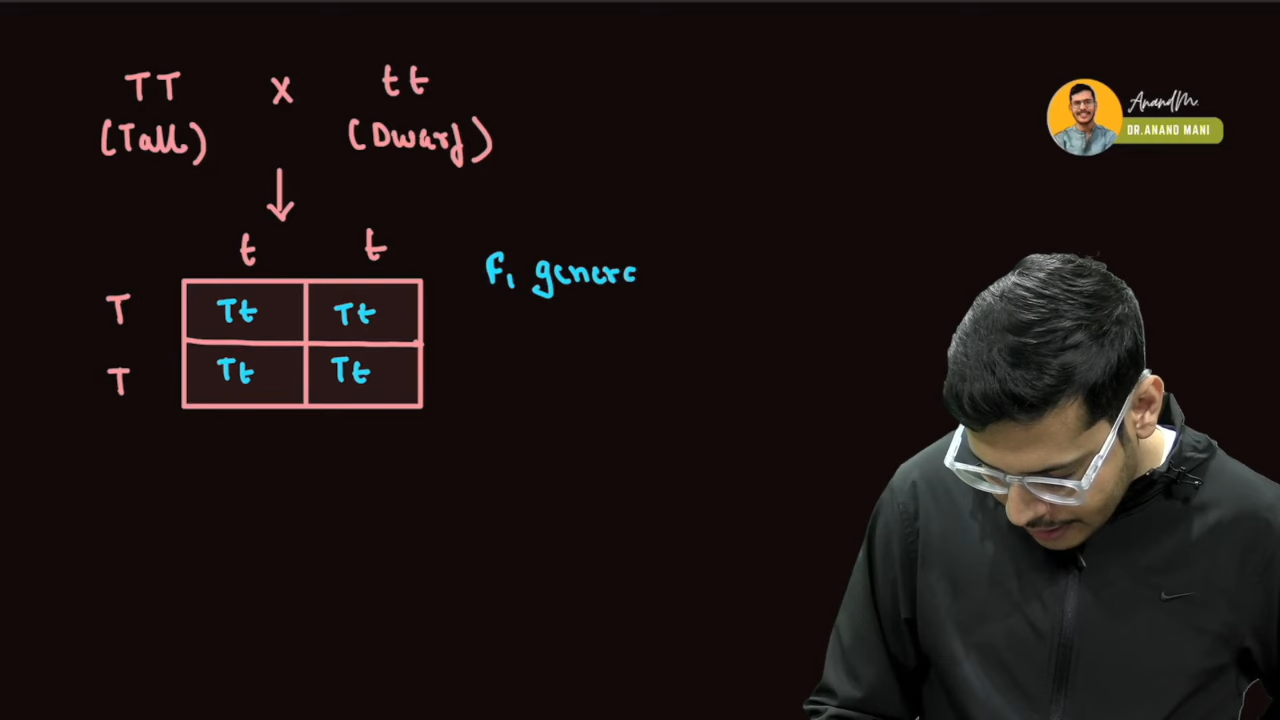 TT x tt
(Tall) (Dwarf)
t t
F1 genera
T Tt Tt
T Tt Tt
AnandM.
DR.ANAND MANI